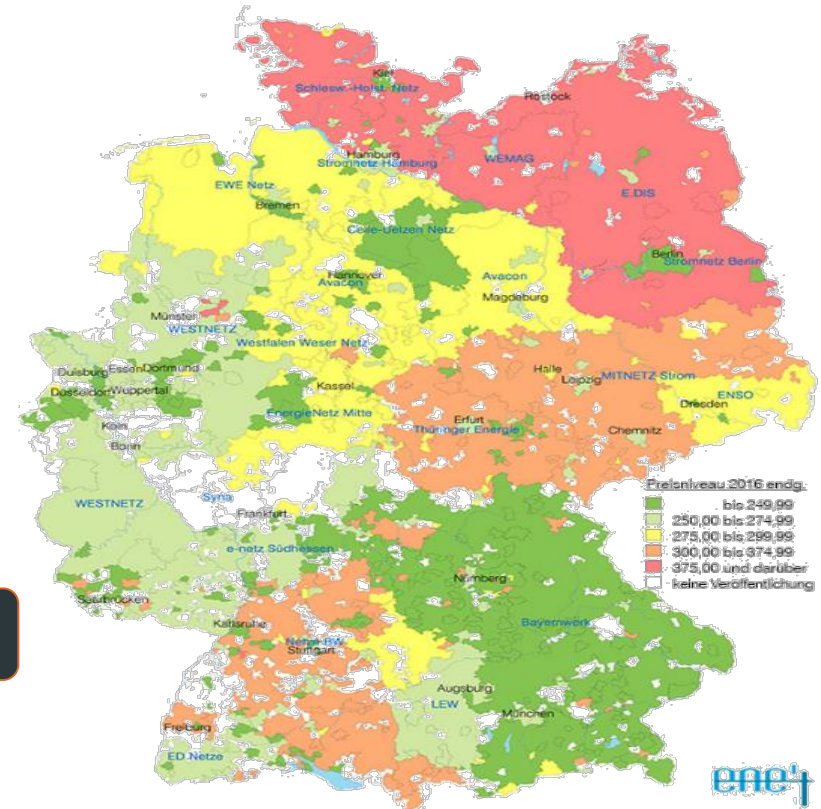 Kiel
Schlesw.-Holst. Netz
Rostock
Hamburg
Stromnetz Hamburg
WEMAG
EWE Netz
E.DIS
Bremen
Celle-Uelzen Netz
Berlin
Stromnetz Berlin
Hannover
Avacon
Avacon
Magdeburg
Münster
WESTNETZ
Westfalen Weser Netz
Duisburg
Essen
Dortmund
Halle
Leipzig
MITNETZ Strom
Düsseldorf
Wuppertal
Kassel
ENSO
Dresden
EnergieNetz Mitte
Erfurt
Thüringer Energie
Chemnitz
Köln
Bonn
WESTNETZ
Syna
Frankfurt
e-netz Südhessen
Preisniveau 2016 endg.
bis 249,99
250,00 bis 274,99
275,00 bis 299,99
300,00 bis 374,99
375,00 und darüber
keine Veröffentlichung
Nürnberg
Saarbrücken
Karlsruhe
Bayernwerk
Netze BW
Stuttgart
Augsburg
LEW
München
Freiburg
ED Netze
ene't